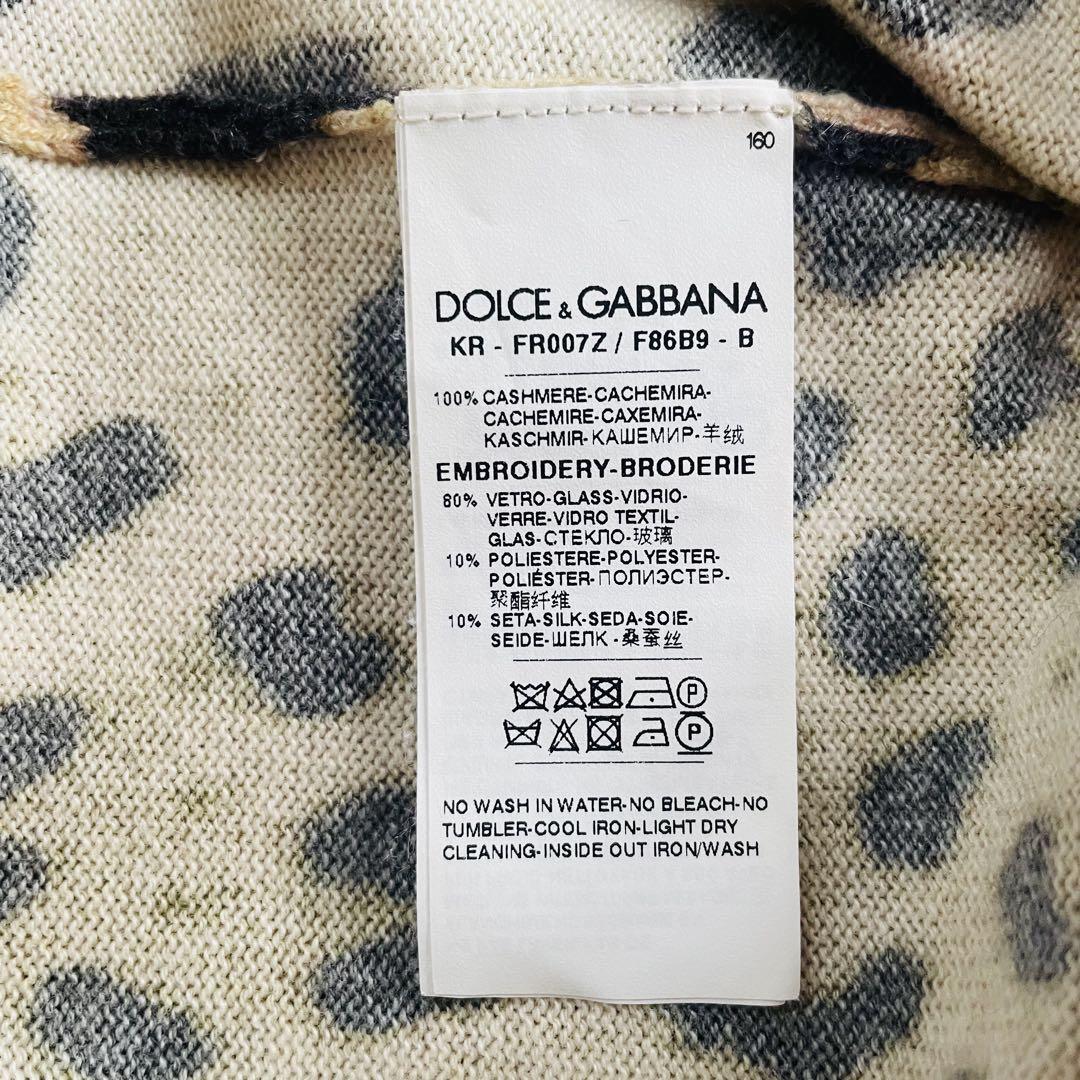 160
DOLCE & GABBANA
KR - FR007Z / F86B9 - B
100% CASHMERE-CACHEMIRA-
CACHEMIRE-CAXEMIRA-
KASCHMIR-КАШЕМИР-羊绒
EMBROIDERY-BRODERIE
80% VETRO-GLASS-VIDRIO-
VERRE-VIDRO TEXTIL-
GLAS-СТЕКЛО-玻璃
10% POLIESTERE-POLYESTER-
POLIÉSTER-ПОЛИЭСТЕР-
聚酯纤维
10% SETA-SILK-SEDA-SOIE-
SEIDE-ШЕЛК -桑蚕丝
P
P
NO WASH IN WATER-NO BLEACH-NO
TUMBLER-COOL IRON-LIGHT DRY
CLEANING-INSIDE OUT IRON/WASH